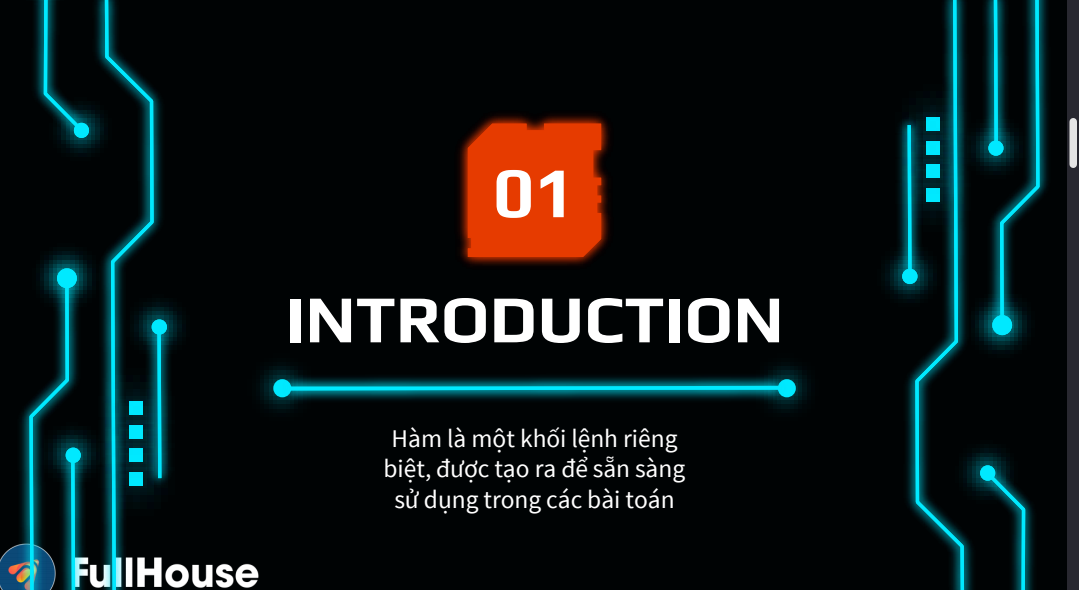 01
INTRODUCTION
Hàm là một khối lệnh riêng
biệt, được tạo ra để sẵn sàng
sử dụng trong các bài toán
FullHouse